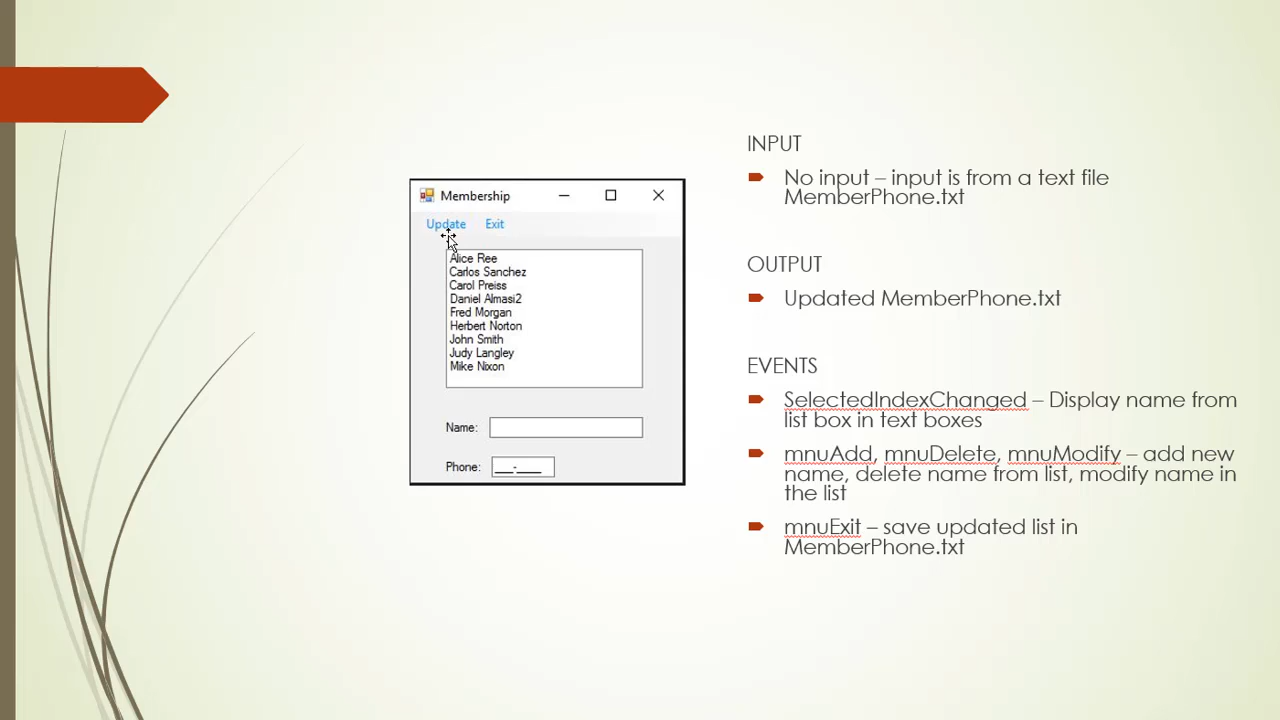 Membership
Update Exit
Alice Ree
Carlos Sanchez
Carol Preiss
Daniel Almasi2
Fred Morgan
Herbert Norton
John Smith
Judy Langley
Mike Nixon
Name:
Phone: ___-____
INPUT
No input – input is from a text file
MemberPhone.txt
OUTPUT
Updated MemberPhone.txt
EVENTS
SelectedIndexChanged – Display name from
list box in text boxes
mnuAdd, mnuDelete, mnuModify – add new
name, delete name from list, modify name in
the list
mnuExit – save updated list in
MemberPhone.txt